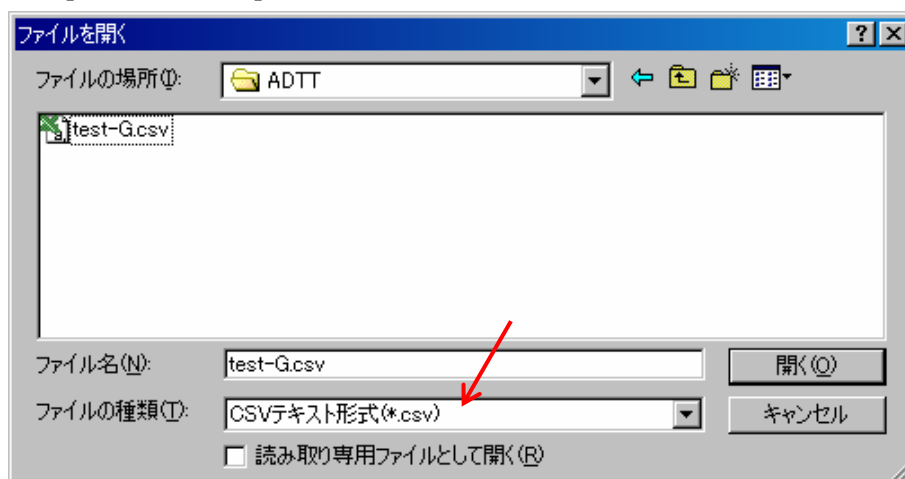 ファイルを開く
ファイルの場所(I):
ADTT
test-G.csv
ファイル名(N):
test-G.csv
開く(O)
ファイルの種類(T):
CSVテキスト形式(*.csv)
キャンセル
読み取り専用ファイルとして開く(R)